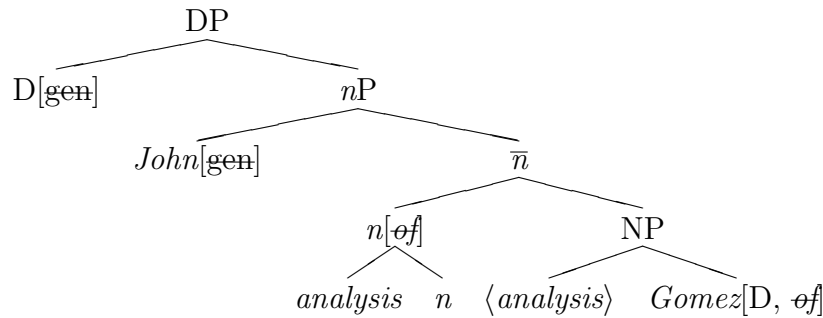 DP
D[gen] nP
John[gen] n̅
n[of] NP
analysis n ⟨analysis⟩ Gomez[D, of]